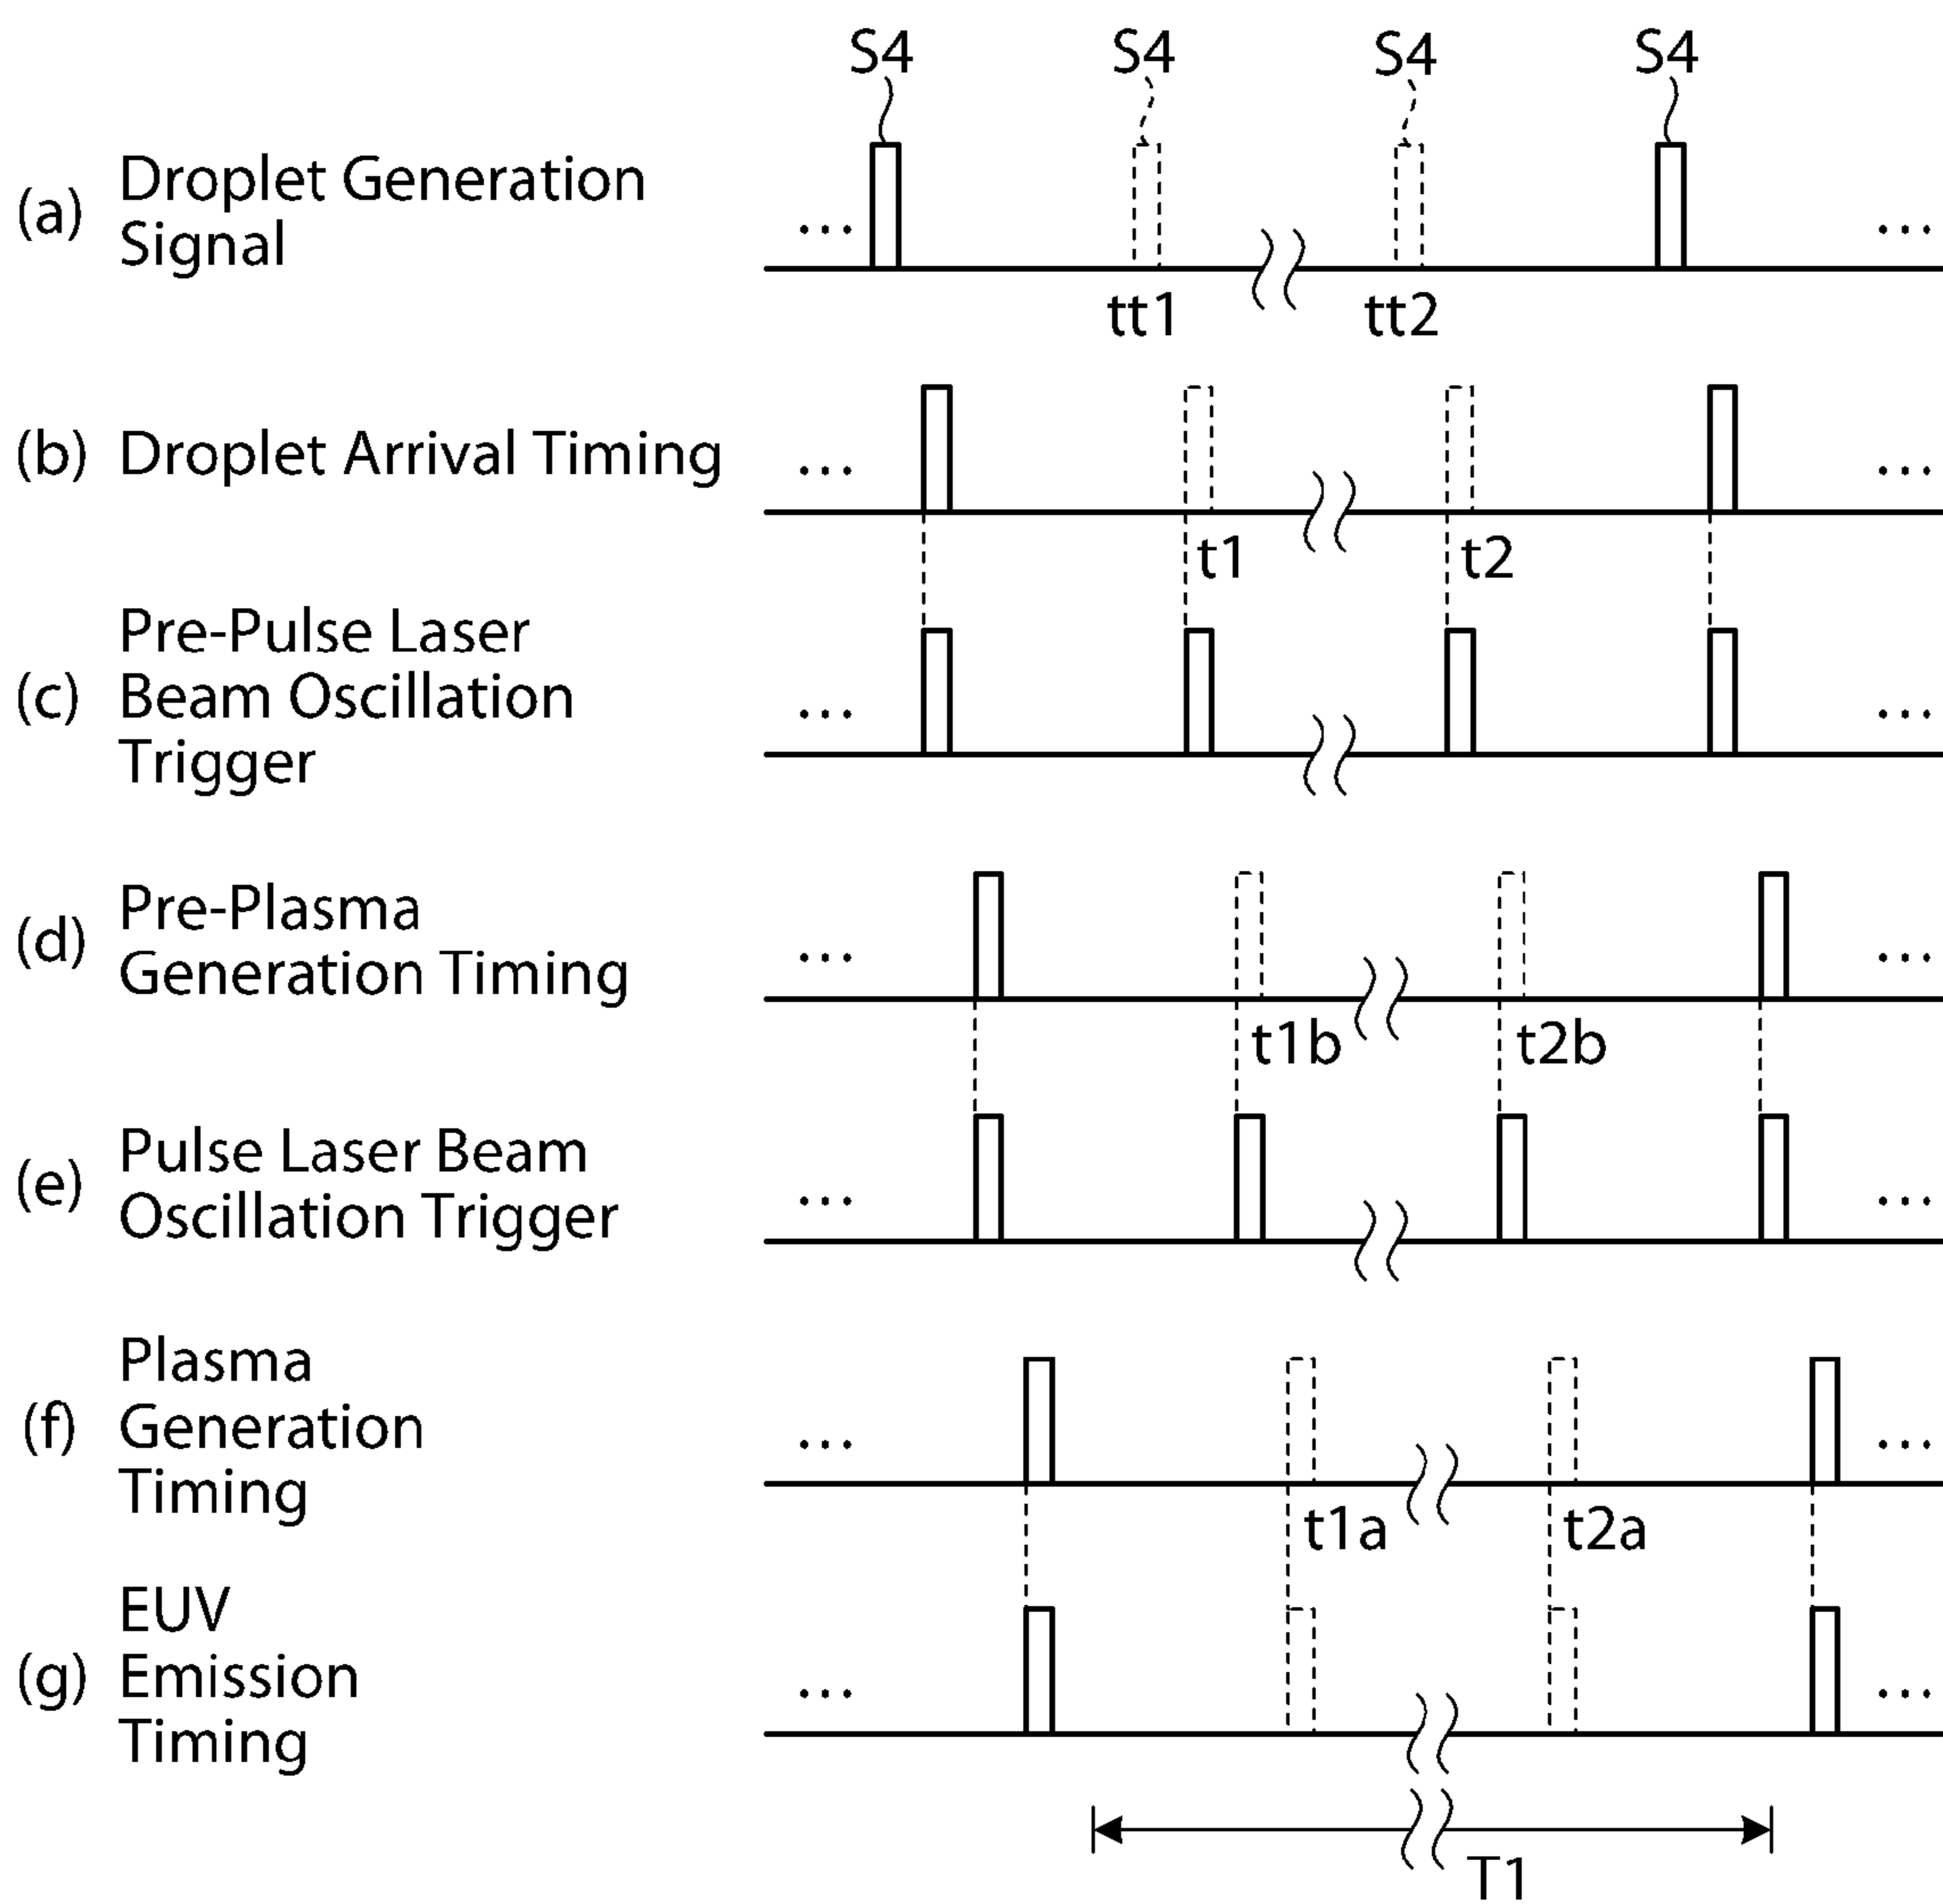 S4 S4 S4 S4
(a) Droplet Generation
Signal
... ...
tt1 tt2
(b) Droplet Arrival Timing
... ...
t1 t2
Pre-Pulse Laser
(c) Beam Oscillation
... ...
Trigger
Pre-Plasma
(d)
Generation Timing
... ...
t1b t2b
Pulse Laser Beam
(e)
Oscillation Trigger
... ...
Plasma
(f) Generation
... ...
Timing
t1a t2a
EUV
(g) Emission
... ...
Timing
T1